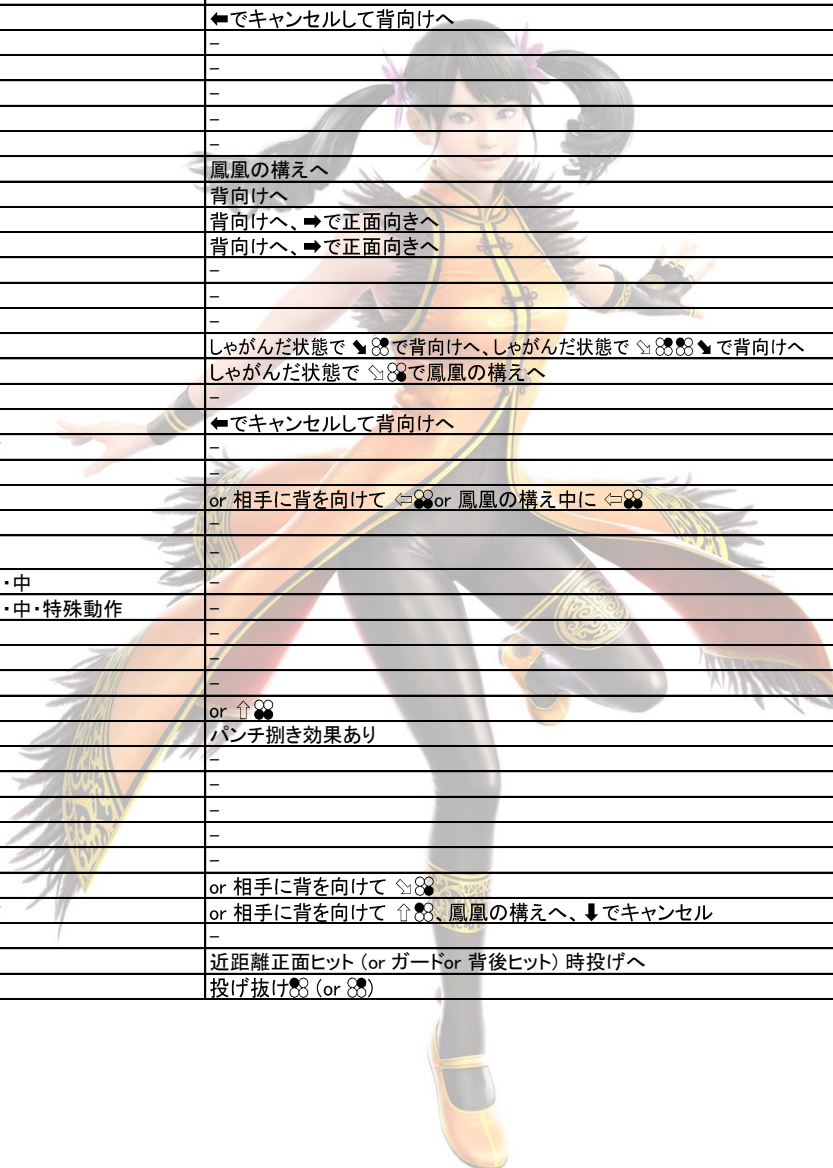 ⬅でキャンセルして背向けへ
–
–
–
–
–
鳳凰の構えへ
背向けへ
背向けへ、➡で正面向きへ
背向けへ、➡で正面向きへ
–
–
–
しゃがんだ状態で で背向けへ、しゃがんだ状態で で背向けへ
しゃがんだ状態で で鳳凰の構えへ
–
⬅でキャンセルして背向けへ
–
–
or 相手に背を向けて ⇦ or 鳳凰の構え中に ⇦
–
–
・中 –
・中・特殊動作 –
–
–
–
or ⇧
パンチ捌き効果あり
–
–
–
–
–
or 相手に背を向けて ⇘
or 相手に背を向けて ⇧ 、鳳凰の構えへ、⬇でキャンセル
–
近距離正面ヒット (or ガードor 背後ヒット) 時投げへ
投げ抜け (or )